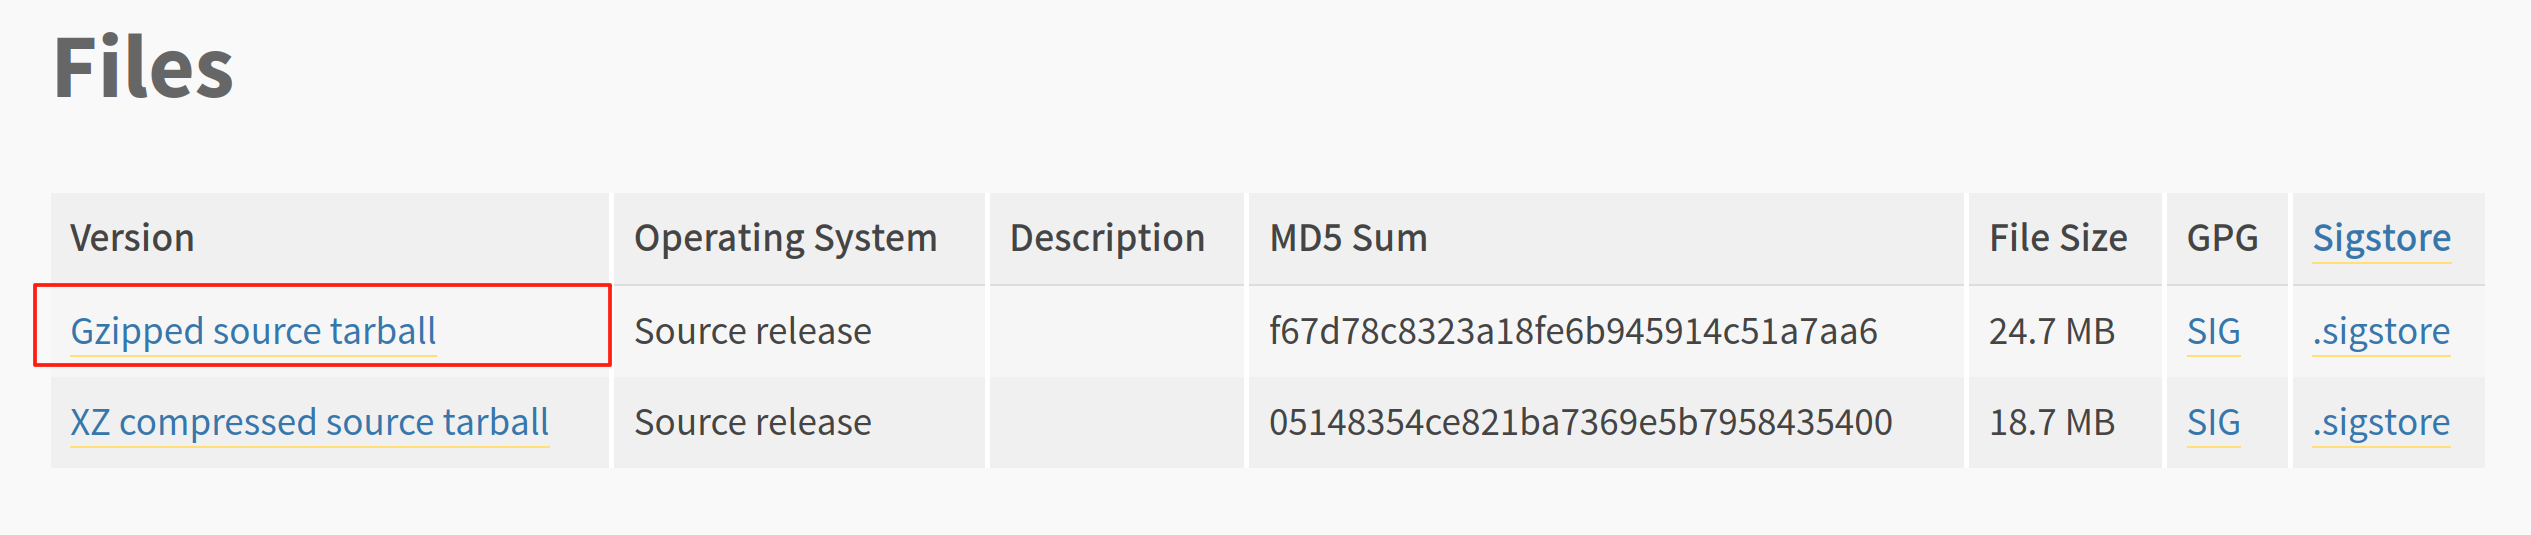 Files
Version Operating System Description MD5 Sum File Size GPG Sigstore
Gzipped source tarball Source release f67d78c8323a18fe6b945914c51a7aa6 24.7 MB SIG .sigstore
XZ compressed source tarball Source release 05148354ce821ba7369e5b7958435400 18.7 MB SIG .sigstore